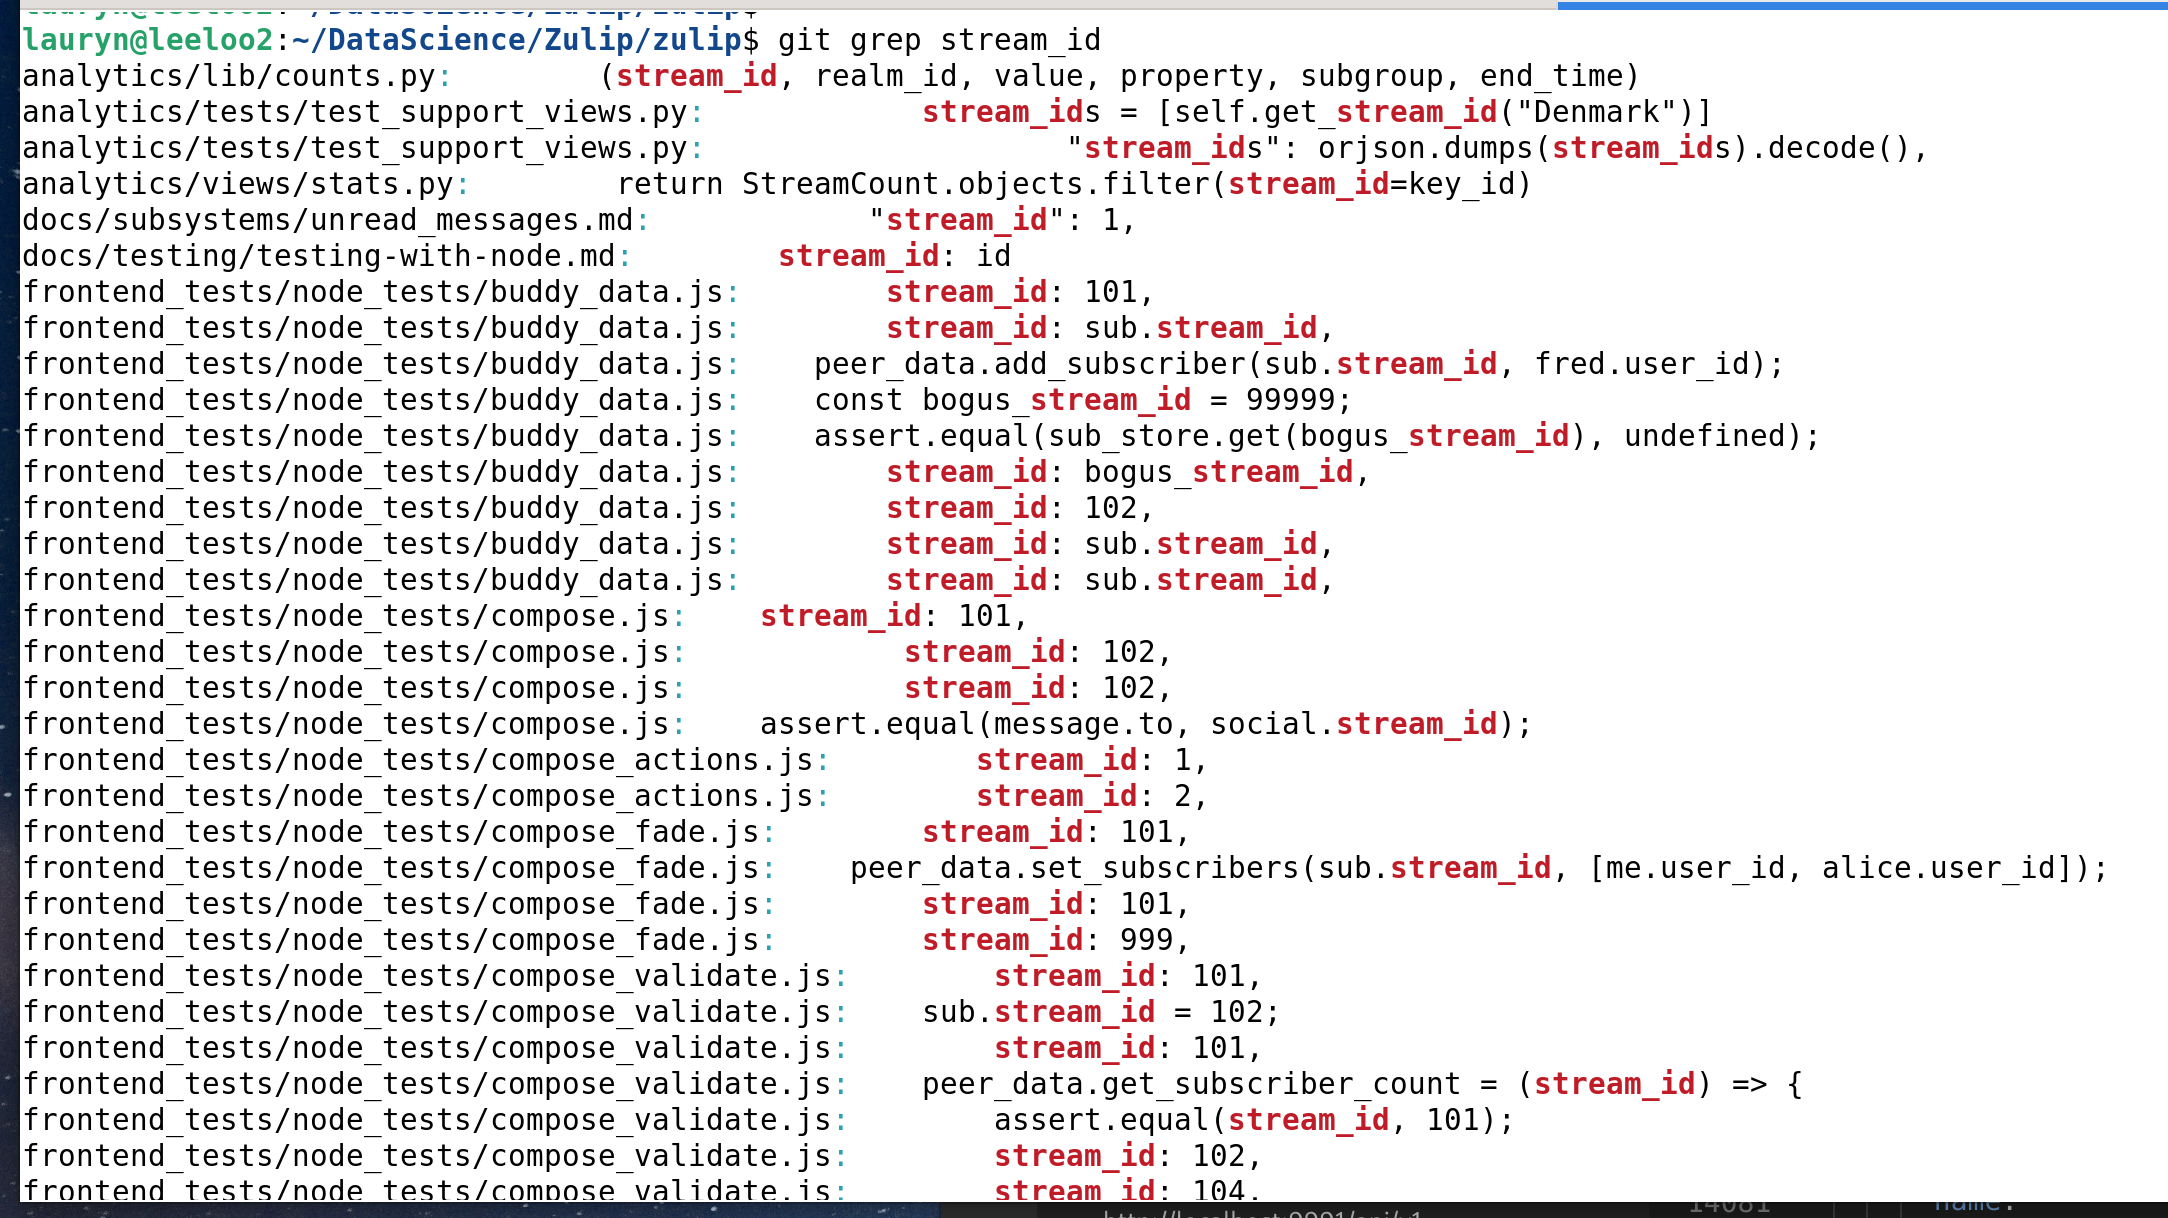 lauryn@leeloo2:~/DataScience/Zulip/zulip$
lauryn@leeloo2:~/DataScience/Zulip/zulip$ git grep stream_id
analytics/lib/counts.py:        (stream_id, realm_id, value, property, subgroup, end_time)
analytics/tests/test_support_views.py:            stream_ids = [self.get_stream_id("Denmark")]
analytics/tests/test_support_views.py:                    "stream_ids": orjson.dumps(stream_ids).decode(),
analytics/views/stats.py:        return StreamCount.objects.filter(stream_id=key_id)
docs/subsystems/unread_messages.md:            "stream_id": 1,
docs/testing/testing-with-node.md:        stream_id: id
frontend_tests/node_tests/buddy_data.js:        stream_id: 101,
frontend_tests/node_tests/buddy_data.js:        stream_id: sub.stream_id,
frontend_tests/node_tests/buddy_data.js:    peer_data.add_subscriber(sub.stream_id, fred.user_id);
frontend_tests/node_tests/buddy_data.js:    const bogus_stream_id = 99999;
frontend_tests/node_tests/buddy_data.js:    assert.equal(sub_store.get(bogus_stream_id), undefined);
frontend_tests/node_tests/buddy_data.js:        stream_id: bogus_stream_id,
frontend_tests/node_tests/buddy_data.js:        stream_id: 102,
frontend_tests/node_tests/buddy_data.js:        stream_id: sub.stream_id,
frontend_tests/node_tests/buddy_data.js:        stream_id: sub.stream_id,
frontend_tests/node_tests/compose.js:    stream_id: 101,
frontend_tests/node_tests/compose.js:            stream_id: 102,
frontend_tests/node_tests/compose.js:            stream_id: 102,
frontend_tests/node_tests/compose.js:    assert.equal(message.to, social.stream_id);
frontend_tests/node_tests/compose_actions.js:        stream_id: 1,
frontend_tests/node_tests/compose_actions.js:        stream_id: 2,
frontend_tests/node_tests/compose_fade.js:        stream_id: 101,
frontend_tests/node_tests/compose_fade.js:    peer_data.set_subscribers(sub.stream_id, [me.user_id, alice.user_id]);
frontend_tests/node_tests/compose_fade.js:        stream_id: 101,
frontend_tests/node_tests/compose_fade.js:        stream_id: 999,
frontend_tests/node_tests/compose_validate.js:        stream_id: 101,
frontend_tests/node_tests/compose_validate.js:    sub.stream_id = 102;
frontend_tests/node_tests/compose_validate.js:        stream_id: 101,
frontend_tests/node_tests/compose_validate.js:    peer_data.get_subscriber_count = (stream_id) => {
frontend_tests/node_tests/compose_validate.js:        assert.equal(stream_id, 101);
frontend_tests/node_tests/compose_validate.js:        stream_id: 102,
frontend_tests/node_tests/compose_validate.js:        stream_id: 104,
name: